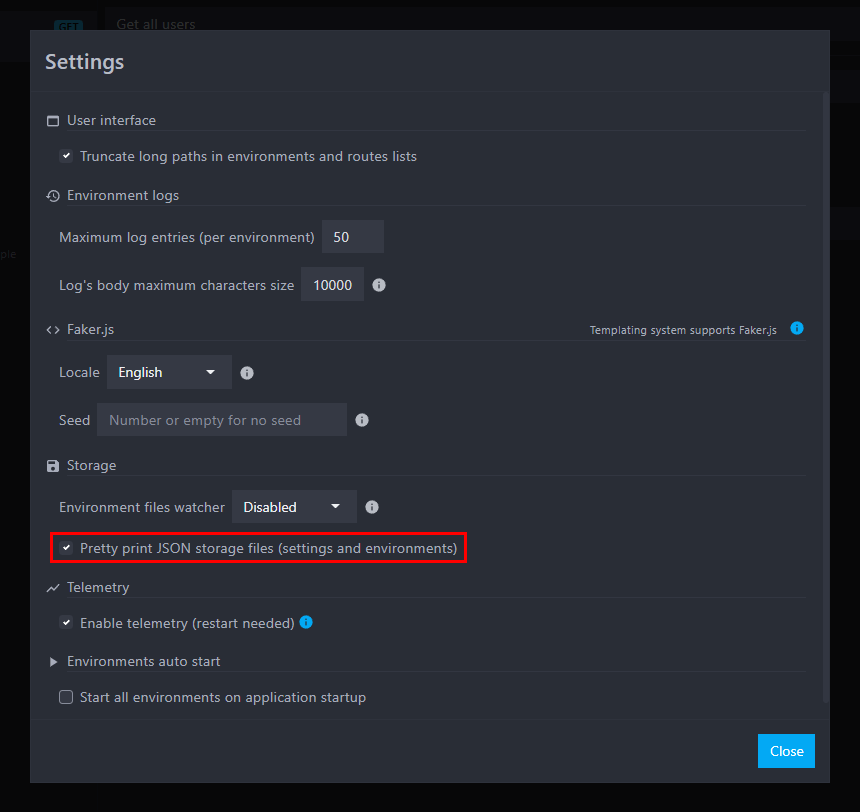 GET
Get all users
Settings
User interface
Truncate long paths in environments and routes lists
Environment logs
Maximum log entries (per environment) 50
Log's body maximum characters size 10000
Faker.js Templating system supports Faker.js
Locale English
Seed Number or empty for no seed
Storage
Environment files watcher Disabled
Pretty print JSON storage files (settings and environments)
Telemetry
Enable telemetry (restart needed)
Environments auto start
Start all environments on application startup
Close